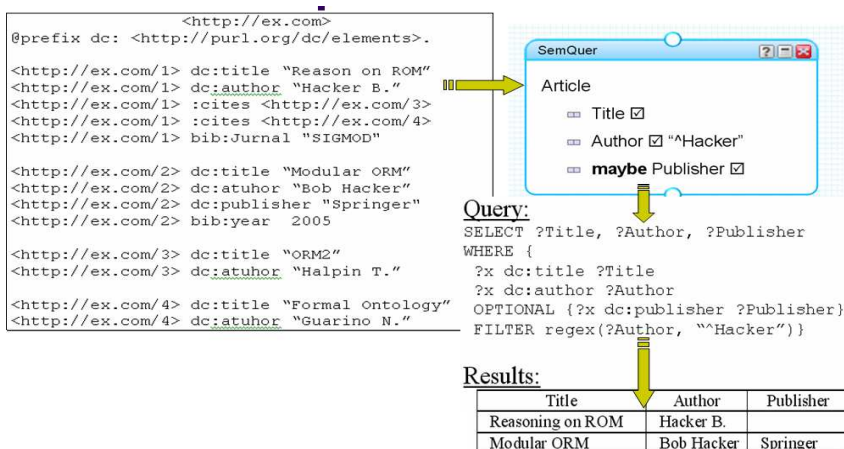 <http://ex.com>
@prefix dc: <http://purl.org/dc/elements>.
<http://ex.com/1> dc:title “Reason on ROM”
<http://ex.com/1> dc:author “Hacker B.”
<http://ex.com/1> :cites <http://ex.com/3>
<http://ex.com/1> :cites <http://ex.com/4>
<http://ex.com/1> bib:Jurnal "SIGMOD"
<http://ex.com/2> dc:title “Modular ORM”
<http://ex.com/2> dc:atuhor “Bob Hacker”
<http://ex.com/2> dc:publisher "Springer"
<http://ex.com/2> bib:year 2005
<http://ex.com/3> dc:title “ORM2”
<http://ex.com/3> dc:atuhor “Halpin T.”
<http://ex.com/4> dc:title “Formal Ontology”
<http://ex.com/4> dc:atuhor “Guarino N.”
SemQuer
Article
Title ☑
Author ☑ “^Hacker”
maybe Publisher ☑
Query:
SELECT ?Title, ?Author, ?Publisher
WHERE {
?x dc:title ?Title
?x dc:author ?Author
OPTIONAL {?x dc:publisher ?Publisher}
FILTER regex(?Author, “^Hacker”)}
Results:
Title Author Publisher
Reasoning on ROM Hacker B.
Modular ORM Bob Hacker Springer